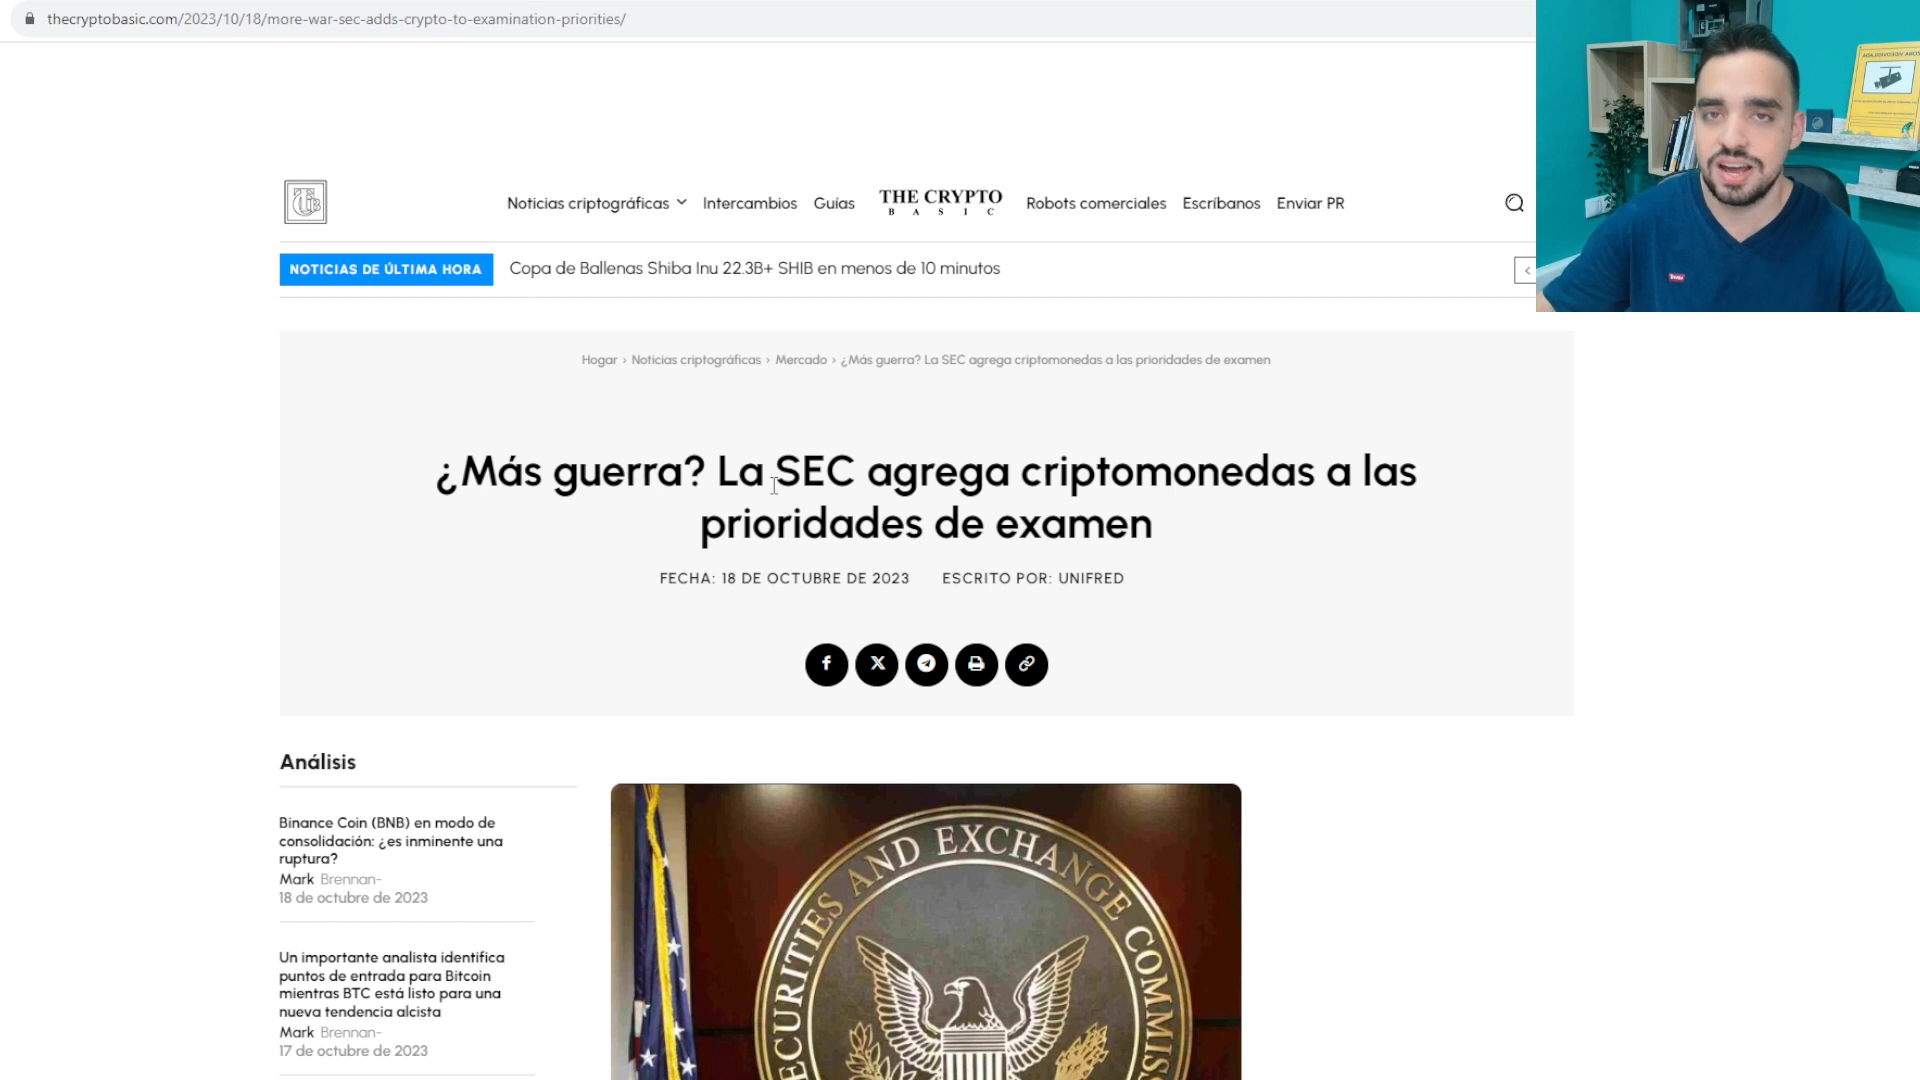 thecryptobasic.com/2023/10/18/more-war-sec-adds-crypto-to-examination-priorities/
Noticias criptográficas Intercambios Guías THE CRYPTO BASIC Robots comerciales Escríbanos Enviar PR
NOTICIAS DE ÚLTIMA HORA Copa de Ballenas Shiba Inu 22.3B+ SHIB en menos de 10 minutos
Hogar › Noticias criptográficas › Mercado › ¿Más guerra? La SEC agrega criptomonedas a las prioridades de examen
¿Más guerra? La SEC agrega criptomonedas a las
prioridades de examen
FECHA: 18 DE OCTUBRE DE 2023 ESCRITO POR: UNIFRED
Análisis
Binance Coin (BNB) en modo de
consolidación: ¿es inminente una
ruptura?
Mark Brennan-
18 de octubre de 2023
Un importante analista identifica
puntos de entrada para Bitcoin
mientras BTC está listo para una
nueva tendencia alcista
Mark Brennan-
17 de octubre de 2023
SECURITIES AND EXCHANGE COMMIS